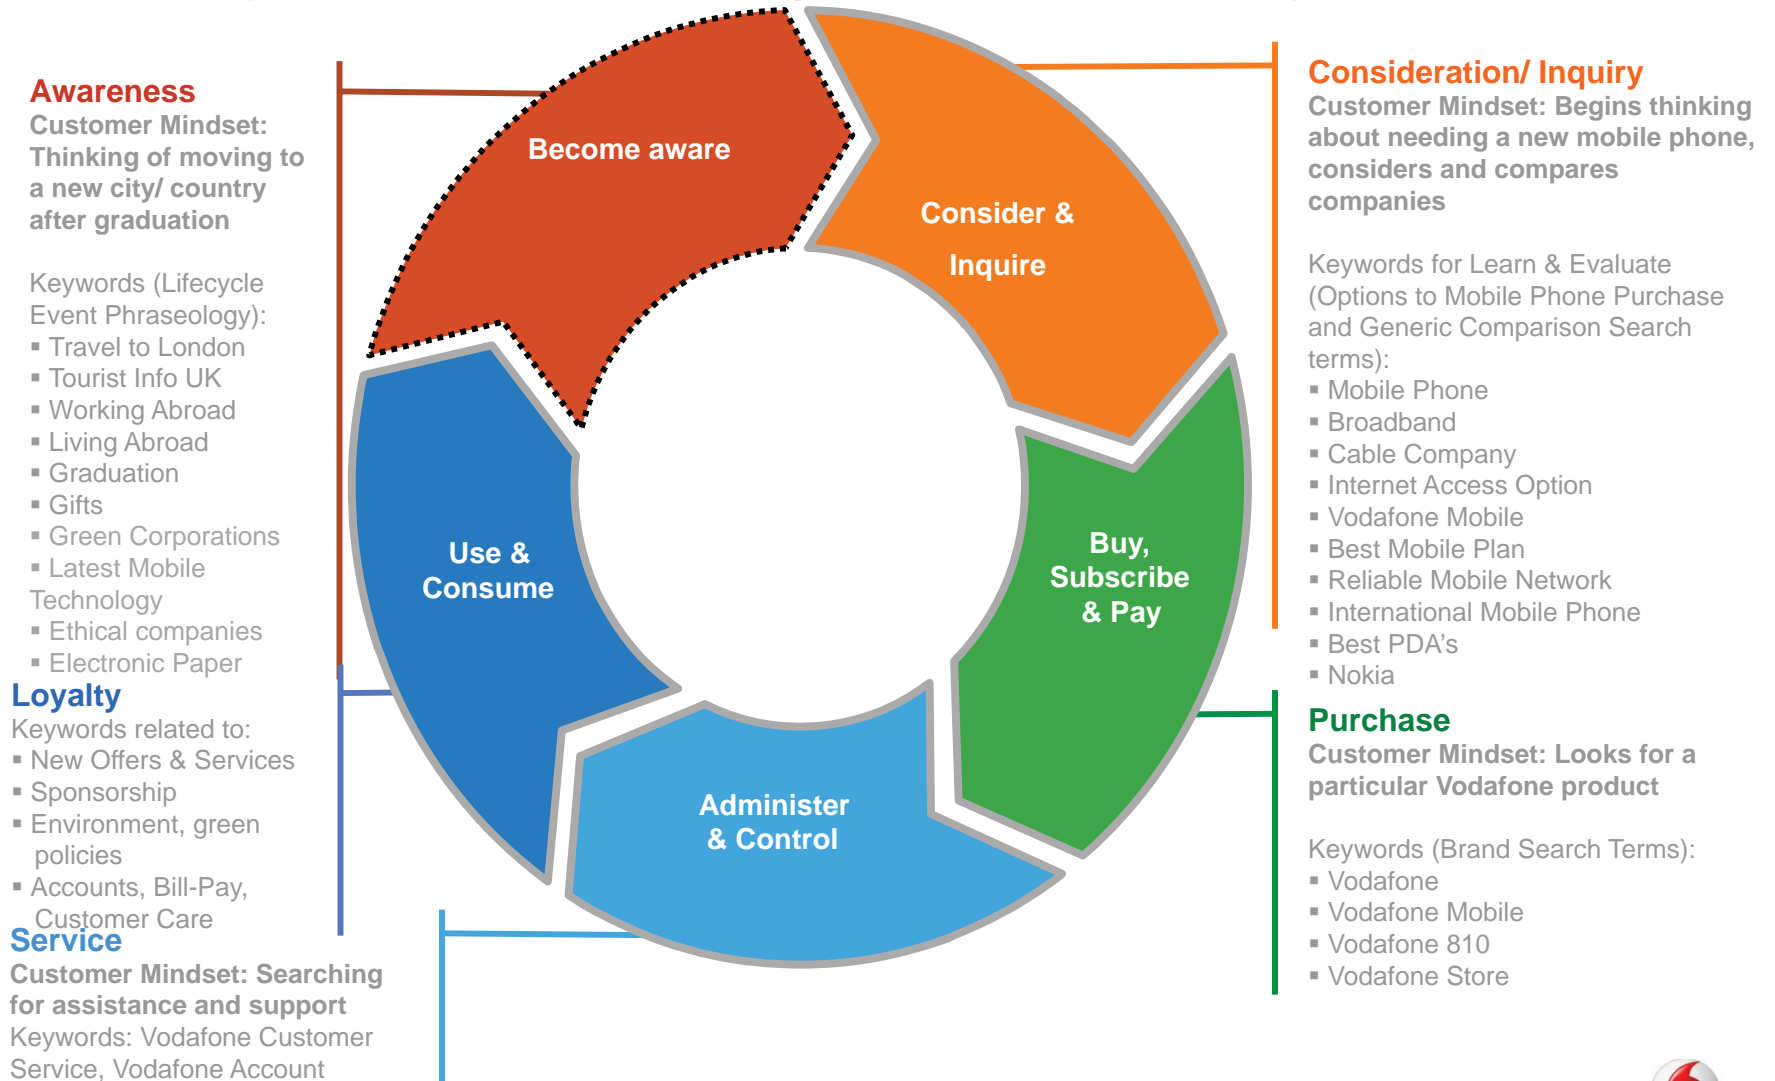 Awareness
Customer Mindset:
Thinking of moving to
a new city/ country
after graduation
Keywords (Lifecycle
Event Phraseology):
▪ Travel to London
▪ Tourist Info UK
▪ Working Abroad
▪ Living Abroad
▪ Graduation
▪ Gifts
▪ Green Corporations
▪ Latest Mobile
Technology
▪ Ethical companies
▪ Electronic Paper
Loyalty
Keywords related to:
▪ New Offers & Services
▪ Sponsorship
▪ Environment, green
policies
▪ Accounts, Bill-Pay,
Customer Care
Service
Customer Mindset: Searching
for assistance and support
Keywords: Vodafone Customer
Service, Vodafone Account
Become aware
Consider &
Inquire
Buy,
Subscribe
& Pay
Administer
& Control
Use &
Consume
Consideration/ Inquiry
Customer Mindset: Begins thinking
about needing a new mobile phone,
considers and compares
companies
Keywords for Learn & Evaluate
(Options to Mobile Phone Purchase
and Generic Comparison Search
terms):
▪ Mobile Phone
▪ Broadband
▪ Cable Company
▪ Internet Access Option
▪ Vodafone Mobile
▪ Best Mobile Plan
▪ Reliable Mobile Network
▪ International Mobile Phone
▪ Best PDA’s
▪ Nokia
Purchase
Customer Mindset: Looks for a
particular Vodafone product
Keywords (Brand Search Terms):
▪ Vodafone
▪ Vodafone Mobile
▪ Vodafone 810
▪ Vodafone Store